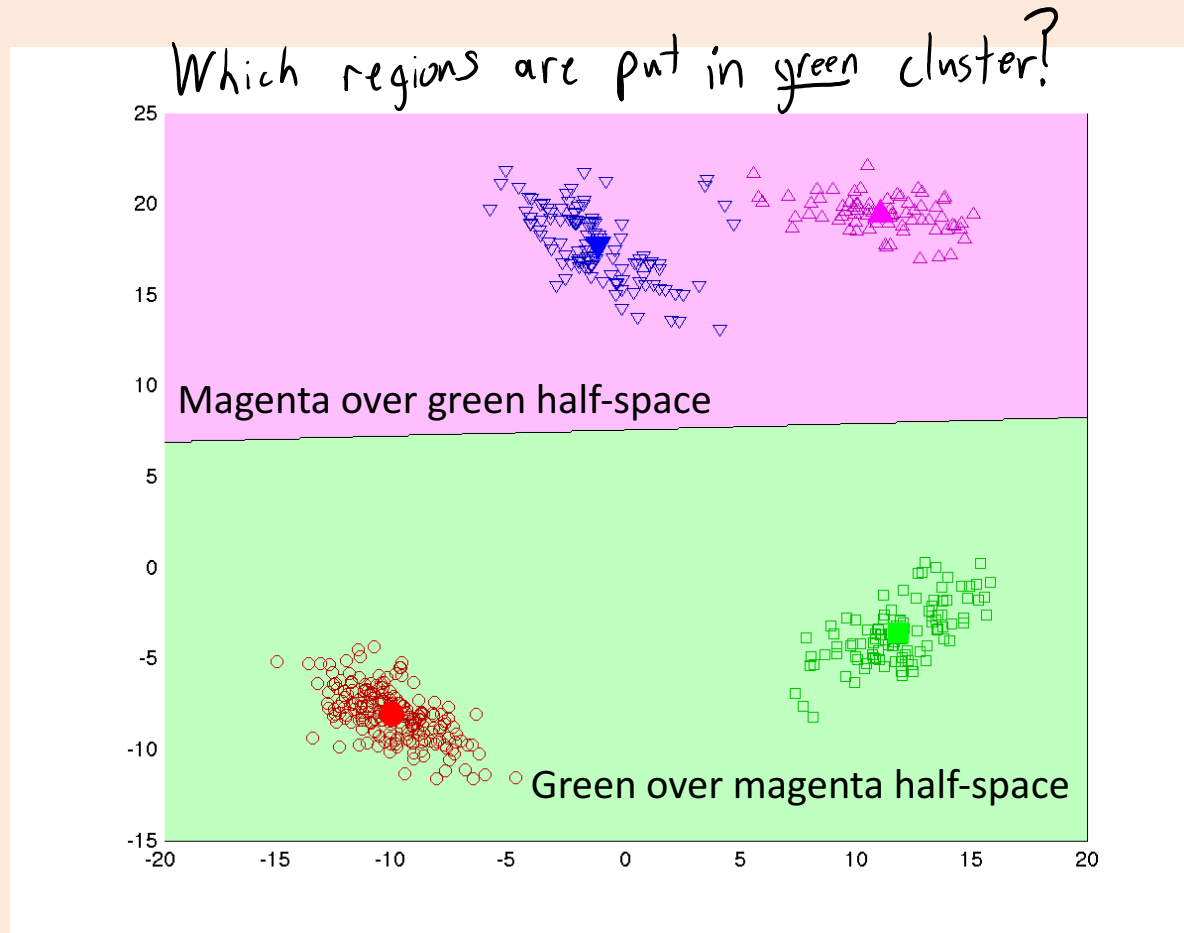 Which regions are put in green cluster?
25
20
15
10
Magenta over green half-space
5
0
-5
-10
Green over magenta half-space
-15
-20 -15 -10 -5 0 5 10 15 20